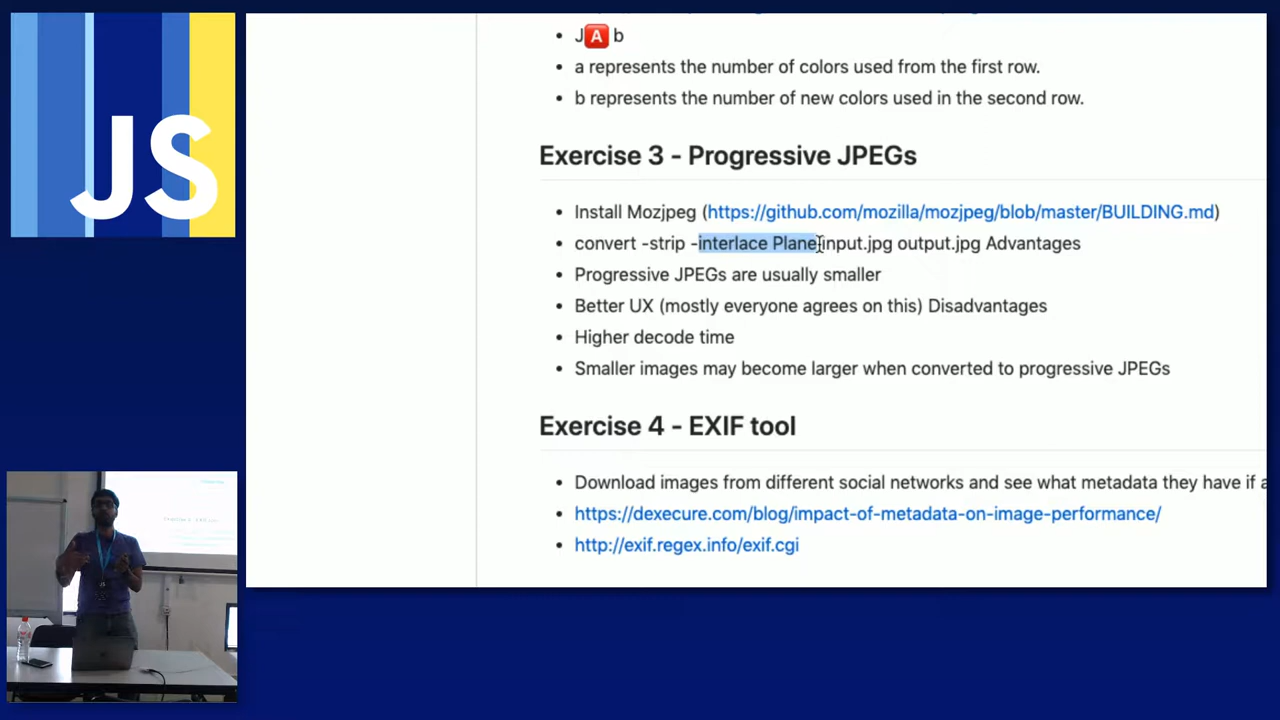 JS
J🅰️ b
a represents the number of colors used from the first row.
b represents the number of new colors used in the second row.
Exercise 3 - Progressive JPEGs
Install Mozjpeg (https://github.com/mozilla/mozjpeg/blob/master/BUILDING.md)
convert -strip -interlace Plane input.jpg output.jpg Advantages
Progressive JPEGs are usually smaller
Better UX (mostly everyone agrees on this) Disadvantages
Higher decode time
Smaller images may become larger when converted to progressive JPEGs
Exercise 4 - EXIF tool
Download images from different social networks and see what metadata they have if a
https://dexecure.com/blog/impact-of-metadata-on-image-performance/
http://exif.regex.info/exif.cgi